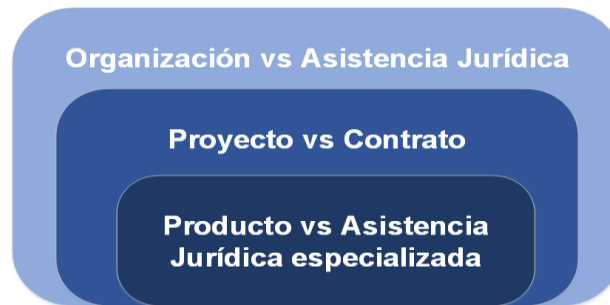 Organización vs Asistencia Jurídica
Proyecto vs Contrato
Producto vs Asistencia
Jurídica especializada